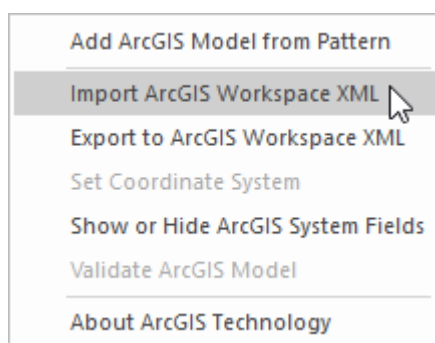 Add ArcGIS Model from Pattern
Import ArcGIS Workspace XML
Export to ArcGIS Workspace XML
Set Coordinate System
Show or Hide ArcGIS System Fields
Validate ArcGIS Model
About ArcGIS Technology